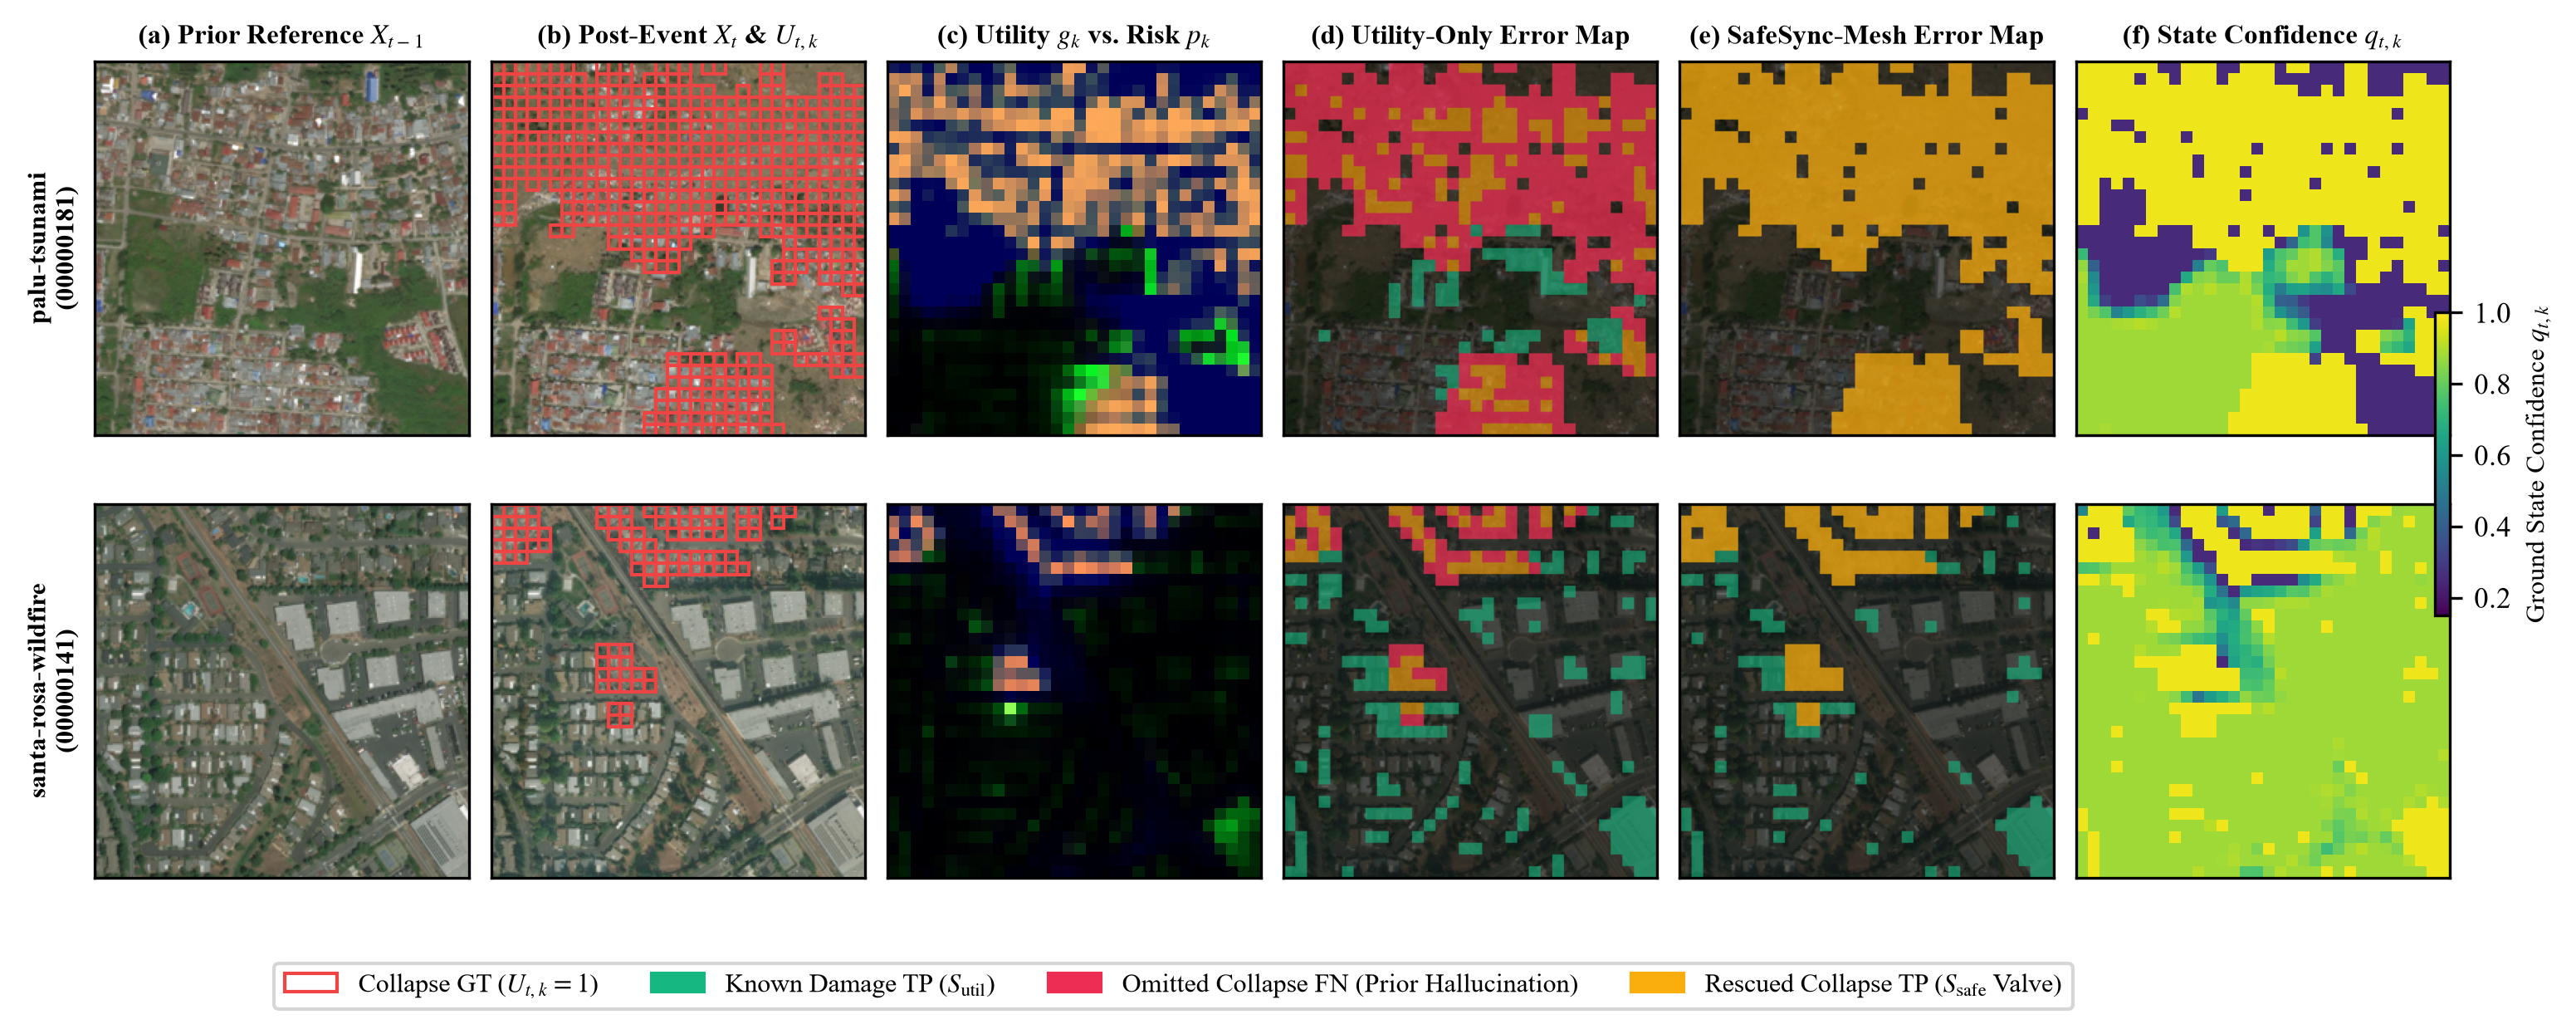 (a) Prior Reference X_{t−1}
(b) Post-Event X_t & U_{t,k}
(c) Utility g_k vs. Risk p_k
(d) Utility-Only Error Map
(e) SafeSync-Mesh Error Map
(f) State Confidence q_{t,k}
palu-tsunami
(00000181)
santa-rosa-wildfire
(00000141)
1.0
0.8
0.6
0.4
0.2
Ground State Confidence q_{t,k}
Collapse GT (U_{t,k} = 1)
Known Damage TP (S_util)
Omitted Collapse FN (Prior Hallucination)
Rescued Collapse TP (S_safe Valve)